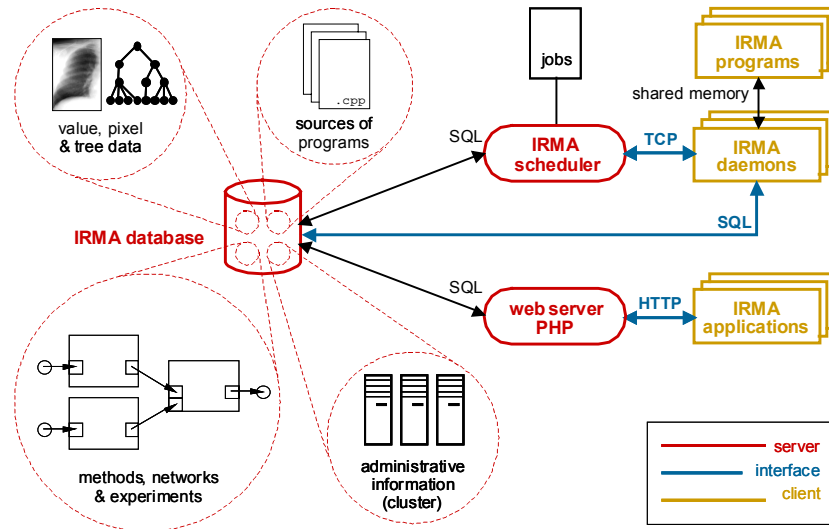 value, pixel
& tree data
.cpp
sources of
programs
jobs
IRMA
programs
shared memory
SQL
IRMA
scheduler
TCP
IRMA
daemons
IRMA database
SQL
SQL
web server
PHP
HTTP
IRMA
applications
methods, networks
& experiments
administrative
information
(cluster)
server
interface
client